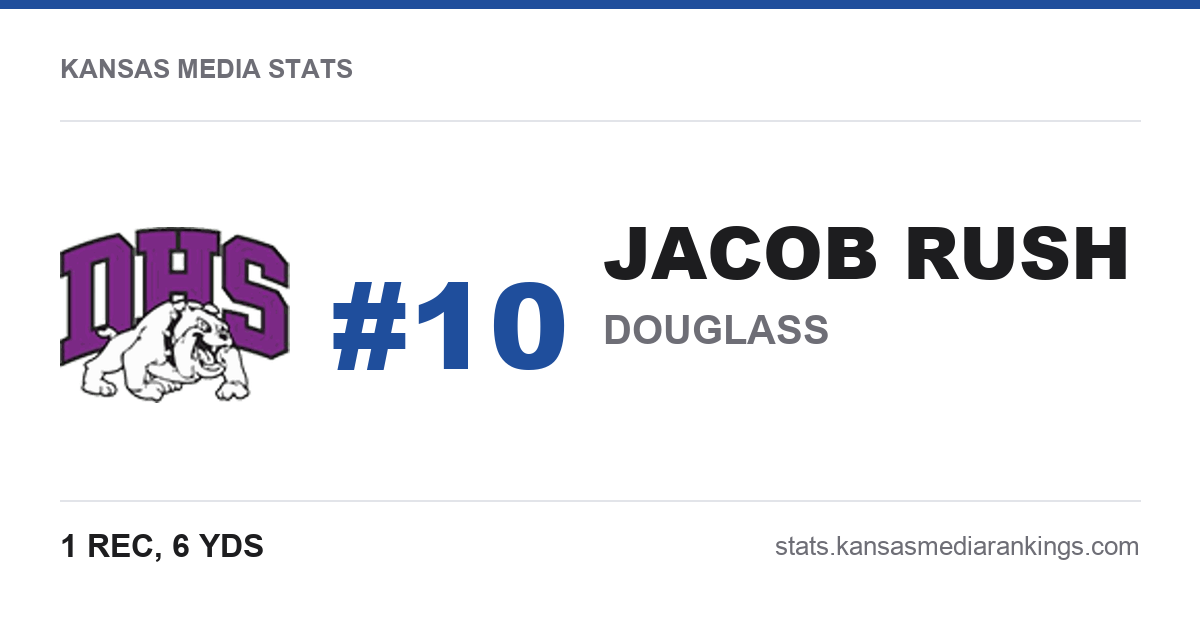 KANSAS MEDIA STATS
DHS
#10
JACOB RUSH
DOUGLASS
1 REC, 6 YDS
stats.kansasmediarankings.com